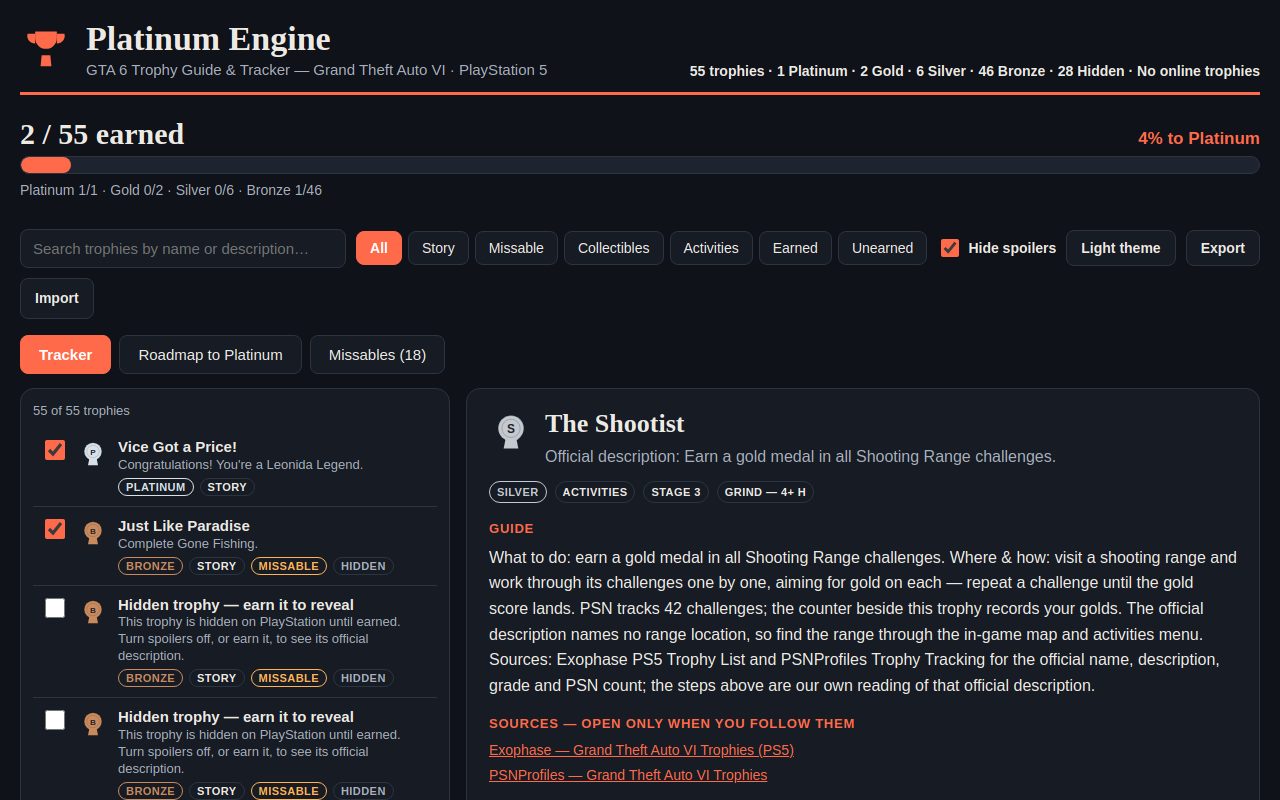 Platinum Engine
GTA 6 Trophy Guide & Tracker — Grand Theft Auto VI · PlayStation 5
55 trophies · 1 Platinum · 2 Gold · 6 Silver · 46 Bronze · 28 Hidden · No online trophies
2 / 55 earned
4% to Platinum
Platinum 1/1 · Gold 0/2 · Silver 0/6 · Bronze 1/46
Search trophies by name or description…
All
Story
Missable
Collectibles
Activities
Earned
Unearned
Hide spoilers
Light theme
Export
Import
Tracker
Roadmap to Platinum
Missables (18)
55 of 55 trophies
P
Vice Got a Price!
Congratulations! You're a Leonida Legend.
PLATINUM
STORY
B
Just Like Paradise
Complete Gone Fishing.
BRONZE
STORY
MISSABLE
HIDDEN
B
Hidden trophy — earn it to reveal
This trophy is hidden on PlayStation until earned.
Turn spoilers off, or earn it, to see its official
description.
BRONZE
STORY
MISSABLE
HIDDEN
B
Hidden trophy — earn it to reveal
This trophy is hidden on PlayStation until earned.
Turn spoilers off, or earn it, to see its official
description.
BRONZE
STORY
MISSABLE
HIDDEN
S
The Shootist
Official description: Earn a gold medal in all Shooting Range challenges.
SILVER
ACTIVITIES
STAGE 3
GRIND — 4+ H
GUIDE
What to do: earn a gold medal in all Shooting Range challenges. Where & how: visit a shooting range and
work through its challenges one by one, aiming for gold on each — repeat a challenge until the gold
score lands. PSN tracks 42 challenges; the counter beside this trophy records your golds. The official
description names no range location, so find the range through the in-game map and activities menu.
Sources: Exophase PS5 Trophy List and PSNProfiles Trophy Tracking for the official name, description,
grade and PSN count; the steps above are our own reading of that official description.
SOURCES — OPEN ONLY WHEN YOU FOLLOW THEM
Exophase — Grand Theft Auto VI Trophies (PS5)
PSNProfiles — Grand Theft Auto VI Trophies